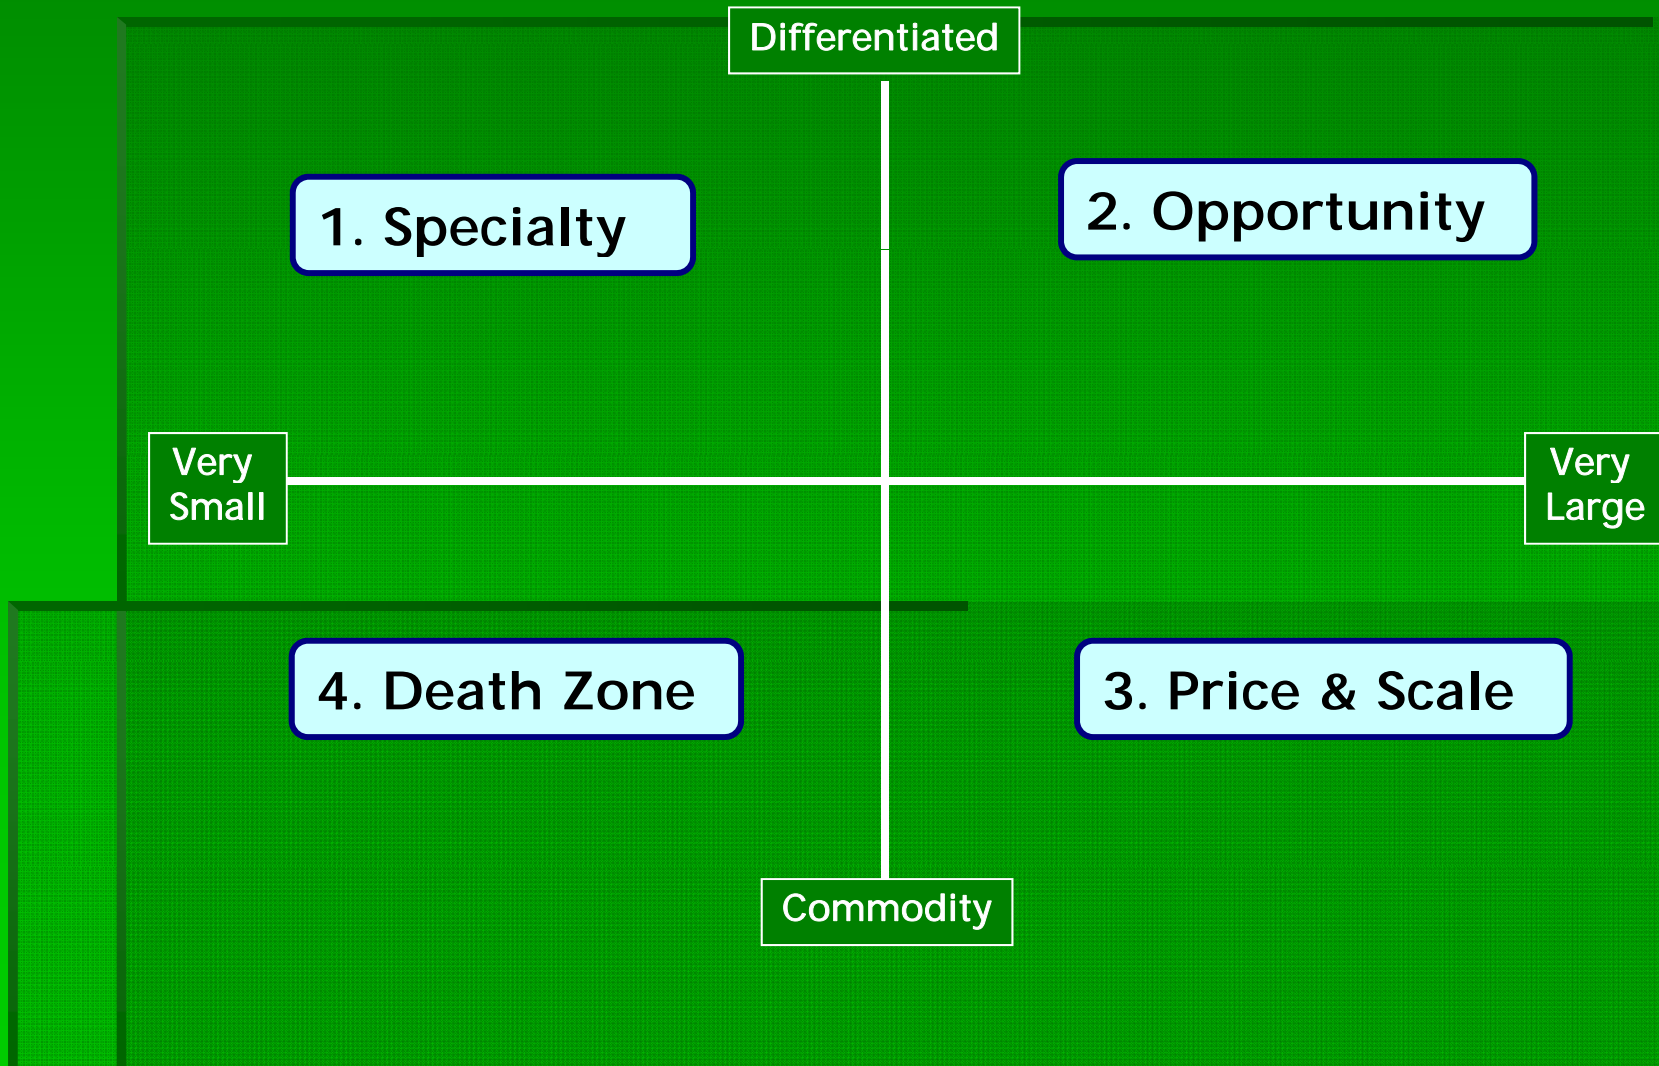 Differentiated
1. Specialty
2. Opportunity
Very
Small
Very
Large
4. Death Zone
3. Price & Scale
Commodity